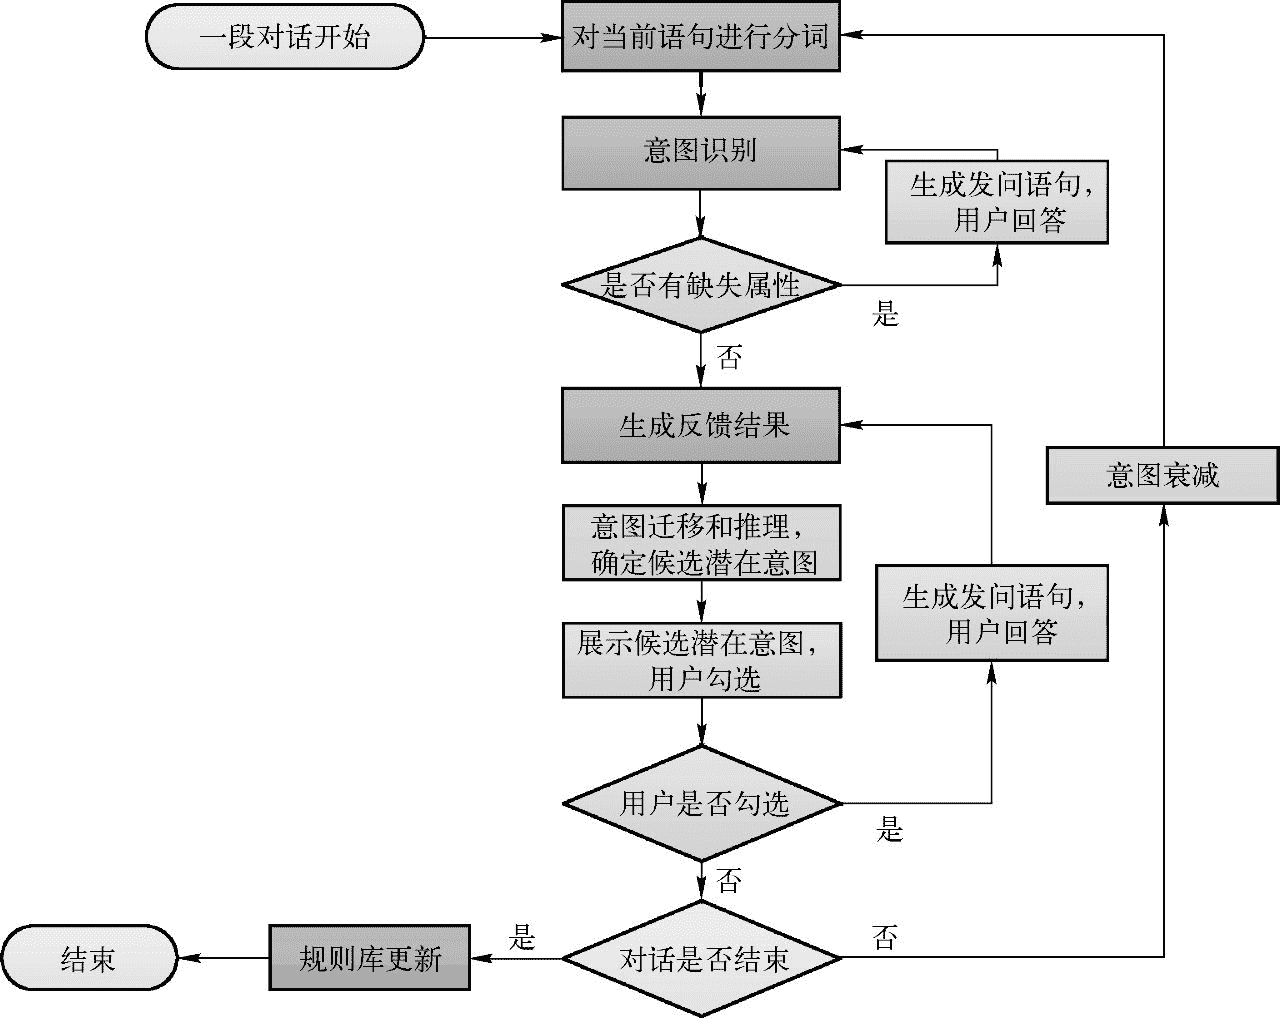 一段对话开始
对当前语句进行分词
意图识别
生成发问语句，
用户回答
是否有缺失属性
是
否
生成反馈结果
意图衰减
意图迁移和推理，
确定候选潜在意图
生成发问语句，
用户回答
展示候选潜在意图，
用户勾选
用户是否勾选
是
否
对话是否结束
是
否
规则库更新
结束